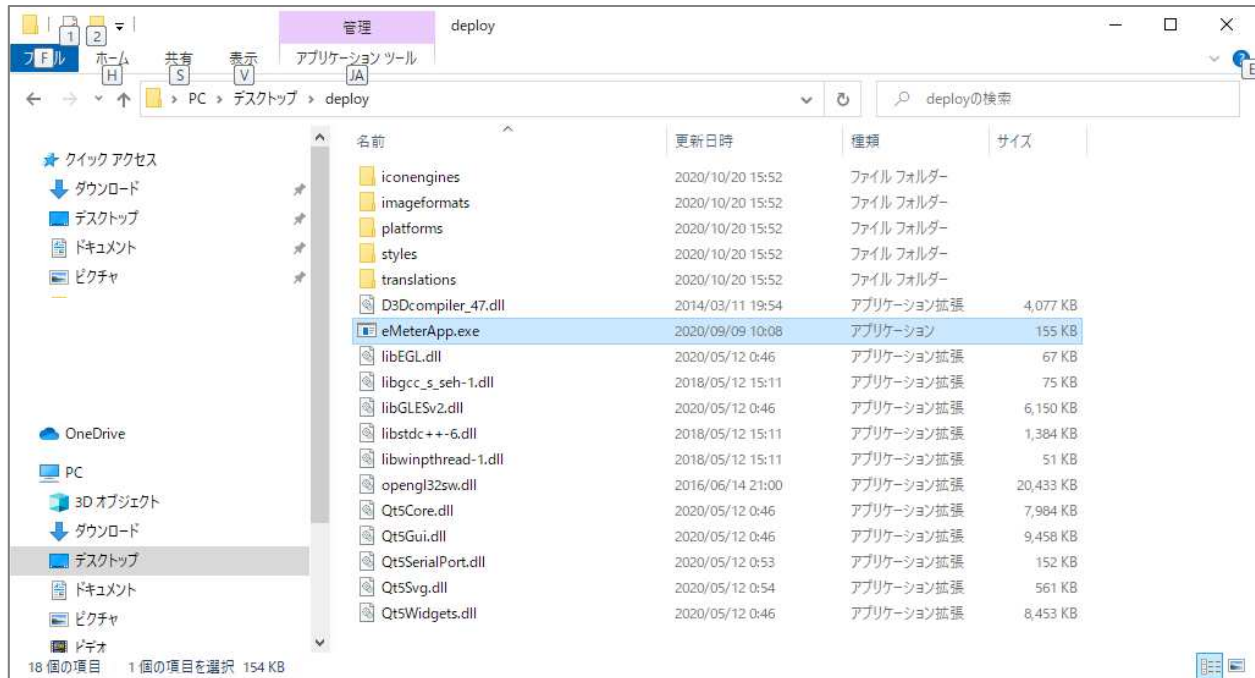 管理 deploy
1 2
ファイル ホーム 共有 表示 アプリケーション ツール
F H S V JA E
PC › デスクトップ › deploy deployの検索
名前 更新日時 種類 サイズ
クイック アクセス
ダウンロード
デスクトップ
ドキュメント
ピクチャ
OneDrive
PC
3D オブジェクト
ダウンロード
デスクトップ
ドキュメント
ピクチャ
ビデオ
iconengines 2020/10/20 15:52 ファイル フォルダー
imageformats 2020/10/20 15:52 ファイル フォルダー
platforms 2020/10/20 15:52 ファイル フォルダー
styles 2020/10/20 15:52 ファイル フォルダー
translations 2020/10/20 15:52 ファイル フォルダー
D3Dcompiler_47.dll 2014/03/11 19:54 アプリケーション拡張 4,077 KB
eMeterApp.exe 2020/09/09 10:08 アプリケーション 155 KB
libEGL.dll 2020/05/12 0:46 アプリケーション拡張 67 KB
libgcc_s_seh-1.dll 2018/05/12 15:11 アプリケーション拡張 75 KB
libGLESv2.dll 2020/05/12 0:46 アプリケーション拡張 6,150 KB
libstdc++-6.dll 2018/05/12 15:11 アプリケーション拡張 1,384 KB
libwinpthread-1.dll 2018/05/12 15:11 アプリケーション拡張 51 KB
opengl32sw.dll 2016/06/14 21:00 アプリケーション拡張 20,433 KB
Qt5Core.dll 2020/05/12 0:46 アプリケーション拡張 7,984 KB
Qt5Gui.dll 2020/05/12 0:46 アプリケーション拡張 9,458 KB
Qt5SerialPort.dll 2020/05/12 0:53 アプリケーション拡張 152 KB
Qt5Svg.dll 2020/05/12 0:54 アプリケーション拡張 561 KB
Qt5Widgets.dll 2020/05/12 0:46 アプリケーション拡張 8,453 KB
18 個の項目 1 個の項目を選択 154 KB